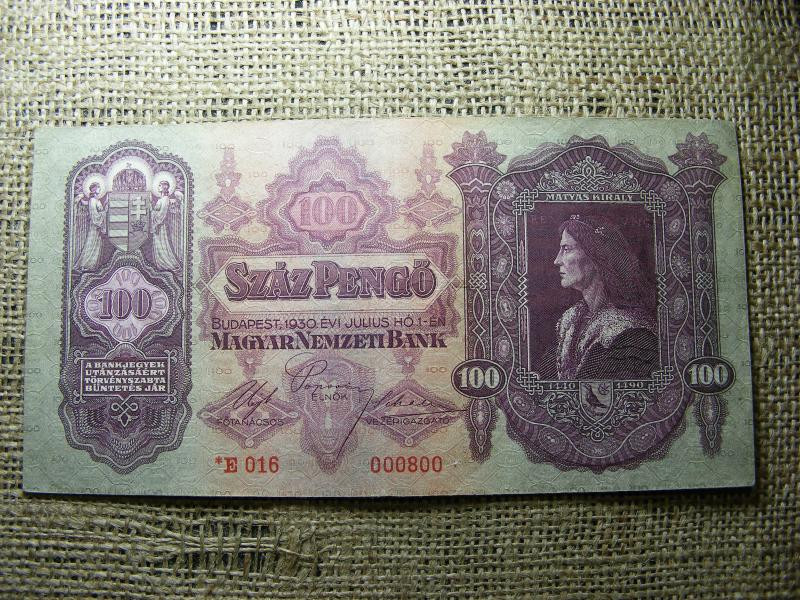 100
A BANKJEGYEK
UTÁNZÁSÁÉRT
TÖRVÉNYSZABTA
BÜNTETÉS JÁR
100
SZÁZ PENGŐ
BUDAPEST, 1930. ÉVI JÚLIUS HÓ 1-ÉN
MAGYAR NEMZETI BANK
ELNÖK
FŐTANÁCSOS
VEZÉRIGAZGATÓ
*E 016
000800
MÁTYÁS KIRÁLY
100
1440
1490
100